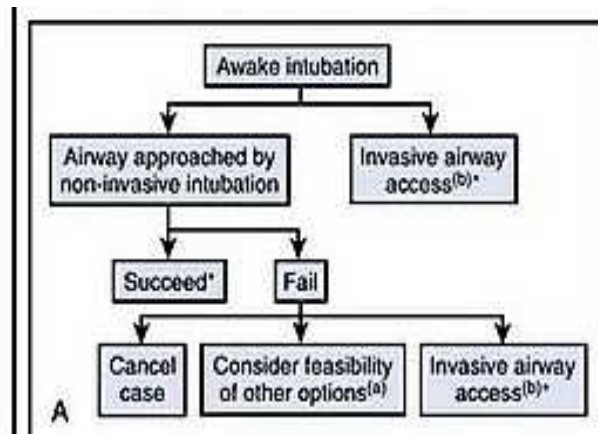 Awake intubation
Airway approached by
non-invasive intubation
Invasive airway
access(b)*
Succeed*
Fail
Cancel
case
Consider feasibility
of other options(a)
Invasive airway
access(b)*
A